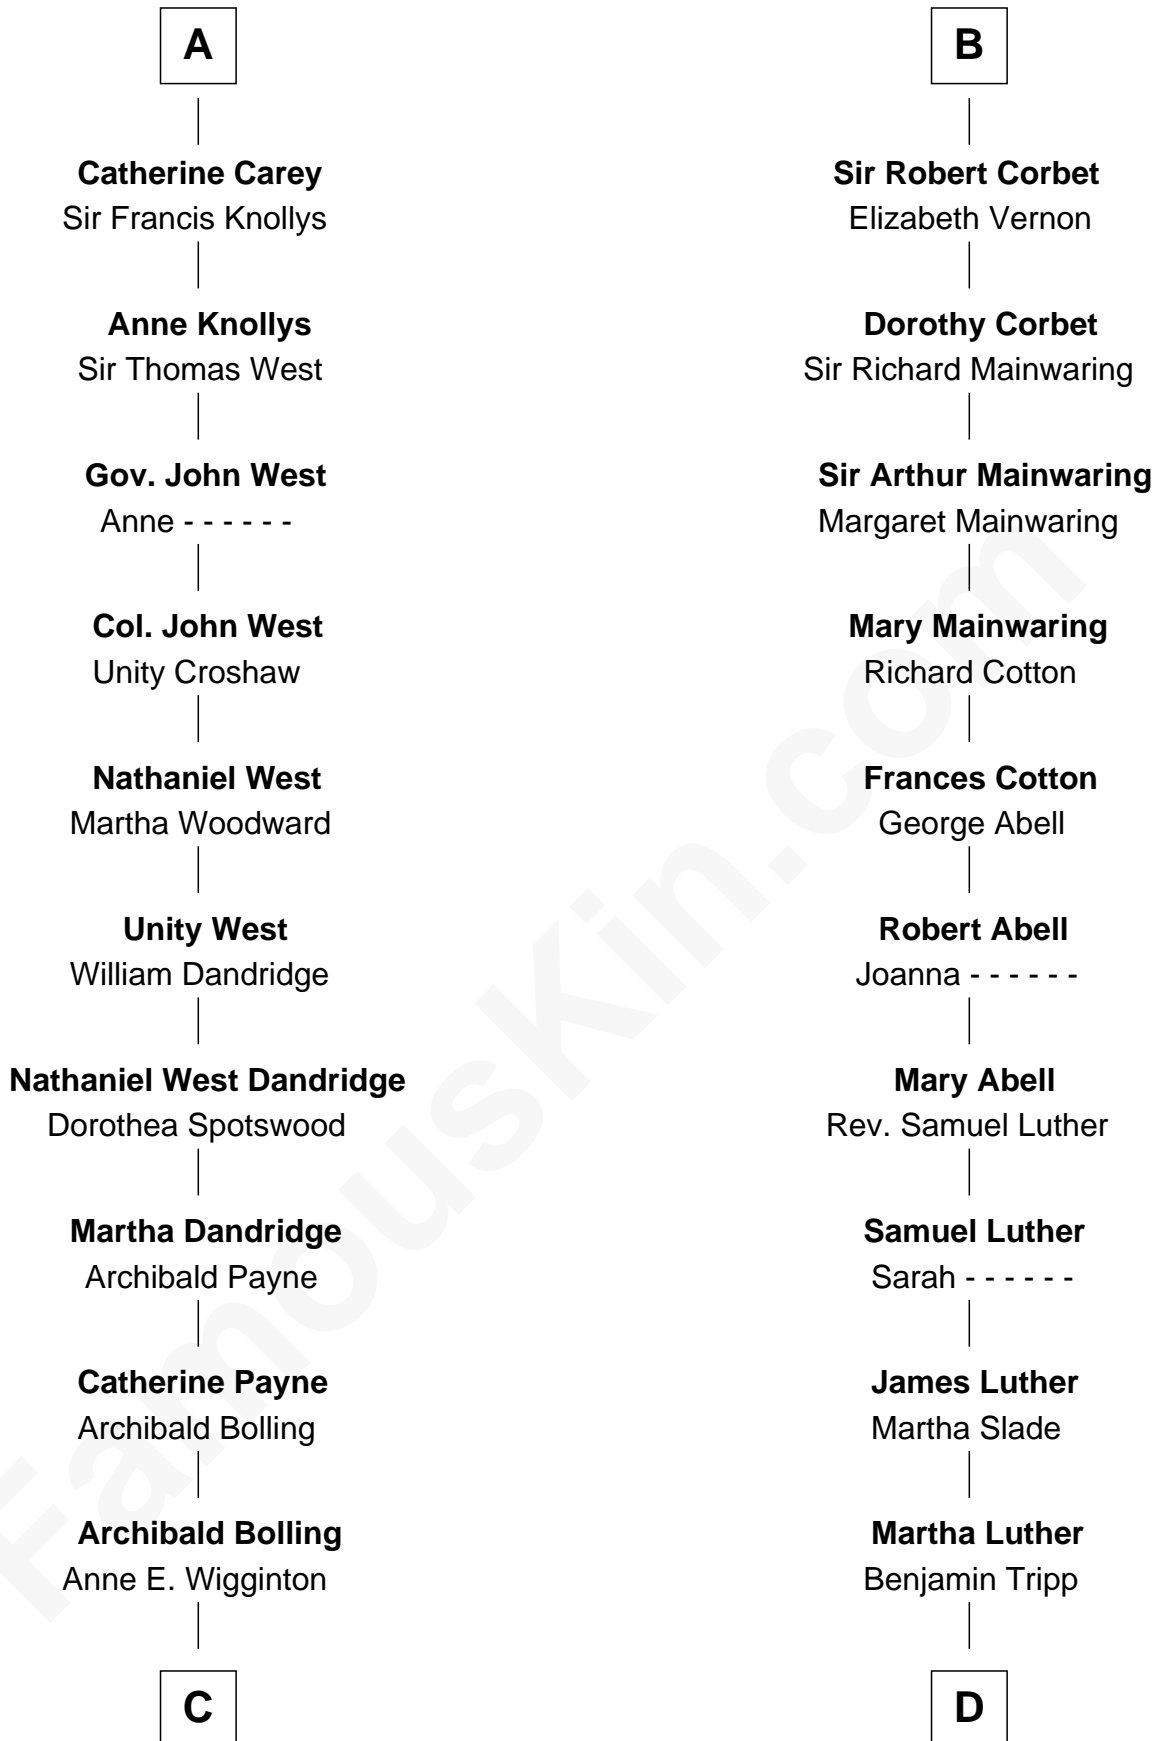 A
Catherine Carey
Sir Francis Knollys
Anne Knollys
Sir Thomas West
Gov. John West
Anne - - - - - -
Col. John West
Unity Croshaw
Nathaniel West
Martha Woodward
Unity West
William Dandridge
Nathaniel West Dandridge
Dorothea Spotswood
Martha Dandridge
Archibald Payne
Catherine Payne
Archibald Bolling
Archibald Bolling
Anne E. Wigginton
C
B
Sir Robert Corbet
Elizabeth Vernon
Dorothy Corbet
Sir Richard Mainwaring
Sir Arthur Mainwaring
Margaret Mainwaring
Mary Mainwaring
Richard Cotton
Frances Cotton
George Abell
Robert Abell
Joanna - - - - - -
Mary Abell
Rev. Samuel Luther
Samuel Luther
Sarah - - - - - -
James Luther
Martha Slade
Martha Luther
Benjamin Tripp
D
FamousKin.com